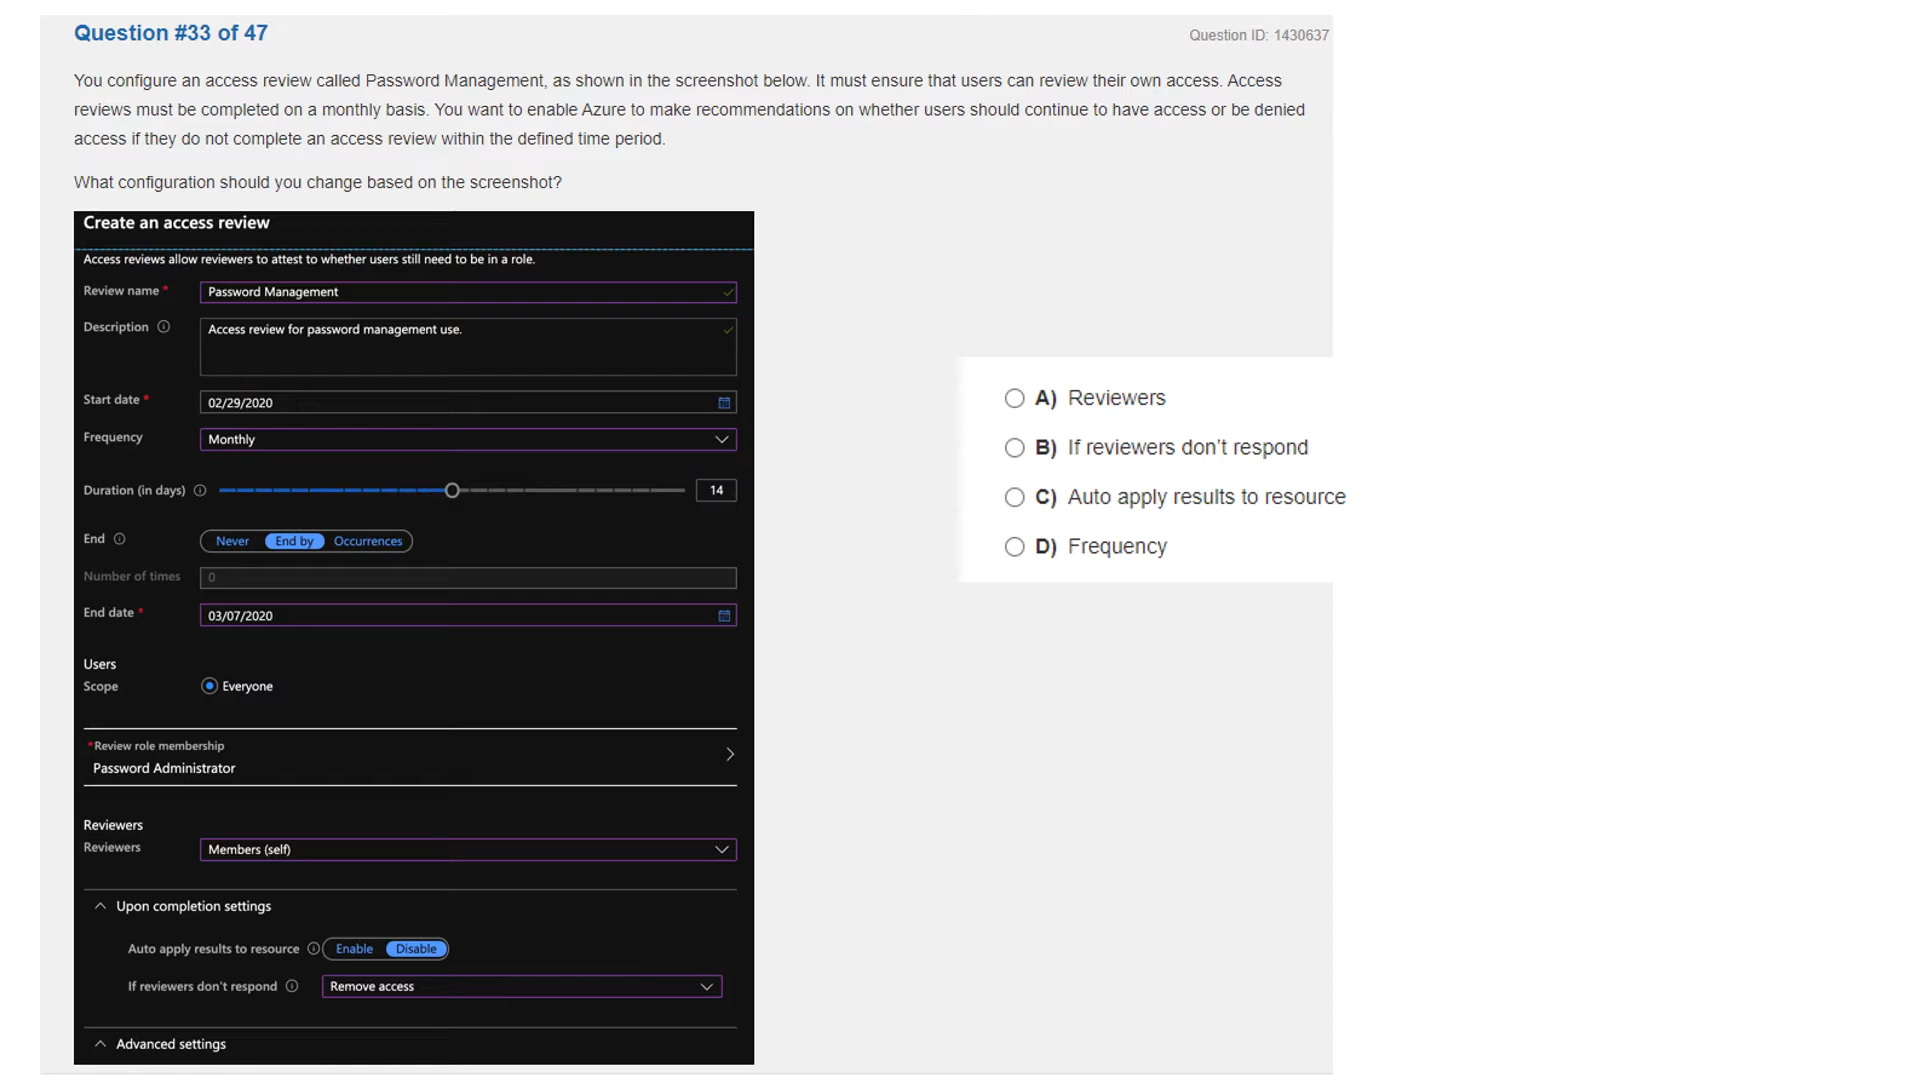 Question #33 of 47
Question ID: 1430637
You configure an access review called Password Management, as shown in the screenshot below. It must ensure that users can review their own access. Access
reviews must be completed on a monthly basis. You want to enable Azure to make recommendations on whether users should continue to have access or be denied
access if they do not complete an access review within the defined time period.
What configuration should you change based on the screenshot?
Create an access review
Access reviews allow reviewers to attest to whether users still need to be in a role.
Review name * Password Management
Description Access review for password management use.
Start date * 02/29/2020
Frequency Monthly
Duration (in days) 14
End Never End by Occurrences
Number of times 0
End date * 03/07/2020
Users
Scope Everyone
*Review role membership
Password Administrator
Reviewers
Reviewers Members (self)
Upon completion settings
Auto apply results to resource Enable Disable
If reviewers don't respond Remove access
Advanced settings
A) Reviewers
B) If reviewers don’t respond
C) Auto apply results to resource
D) Frequency